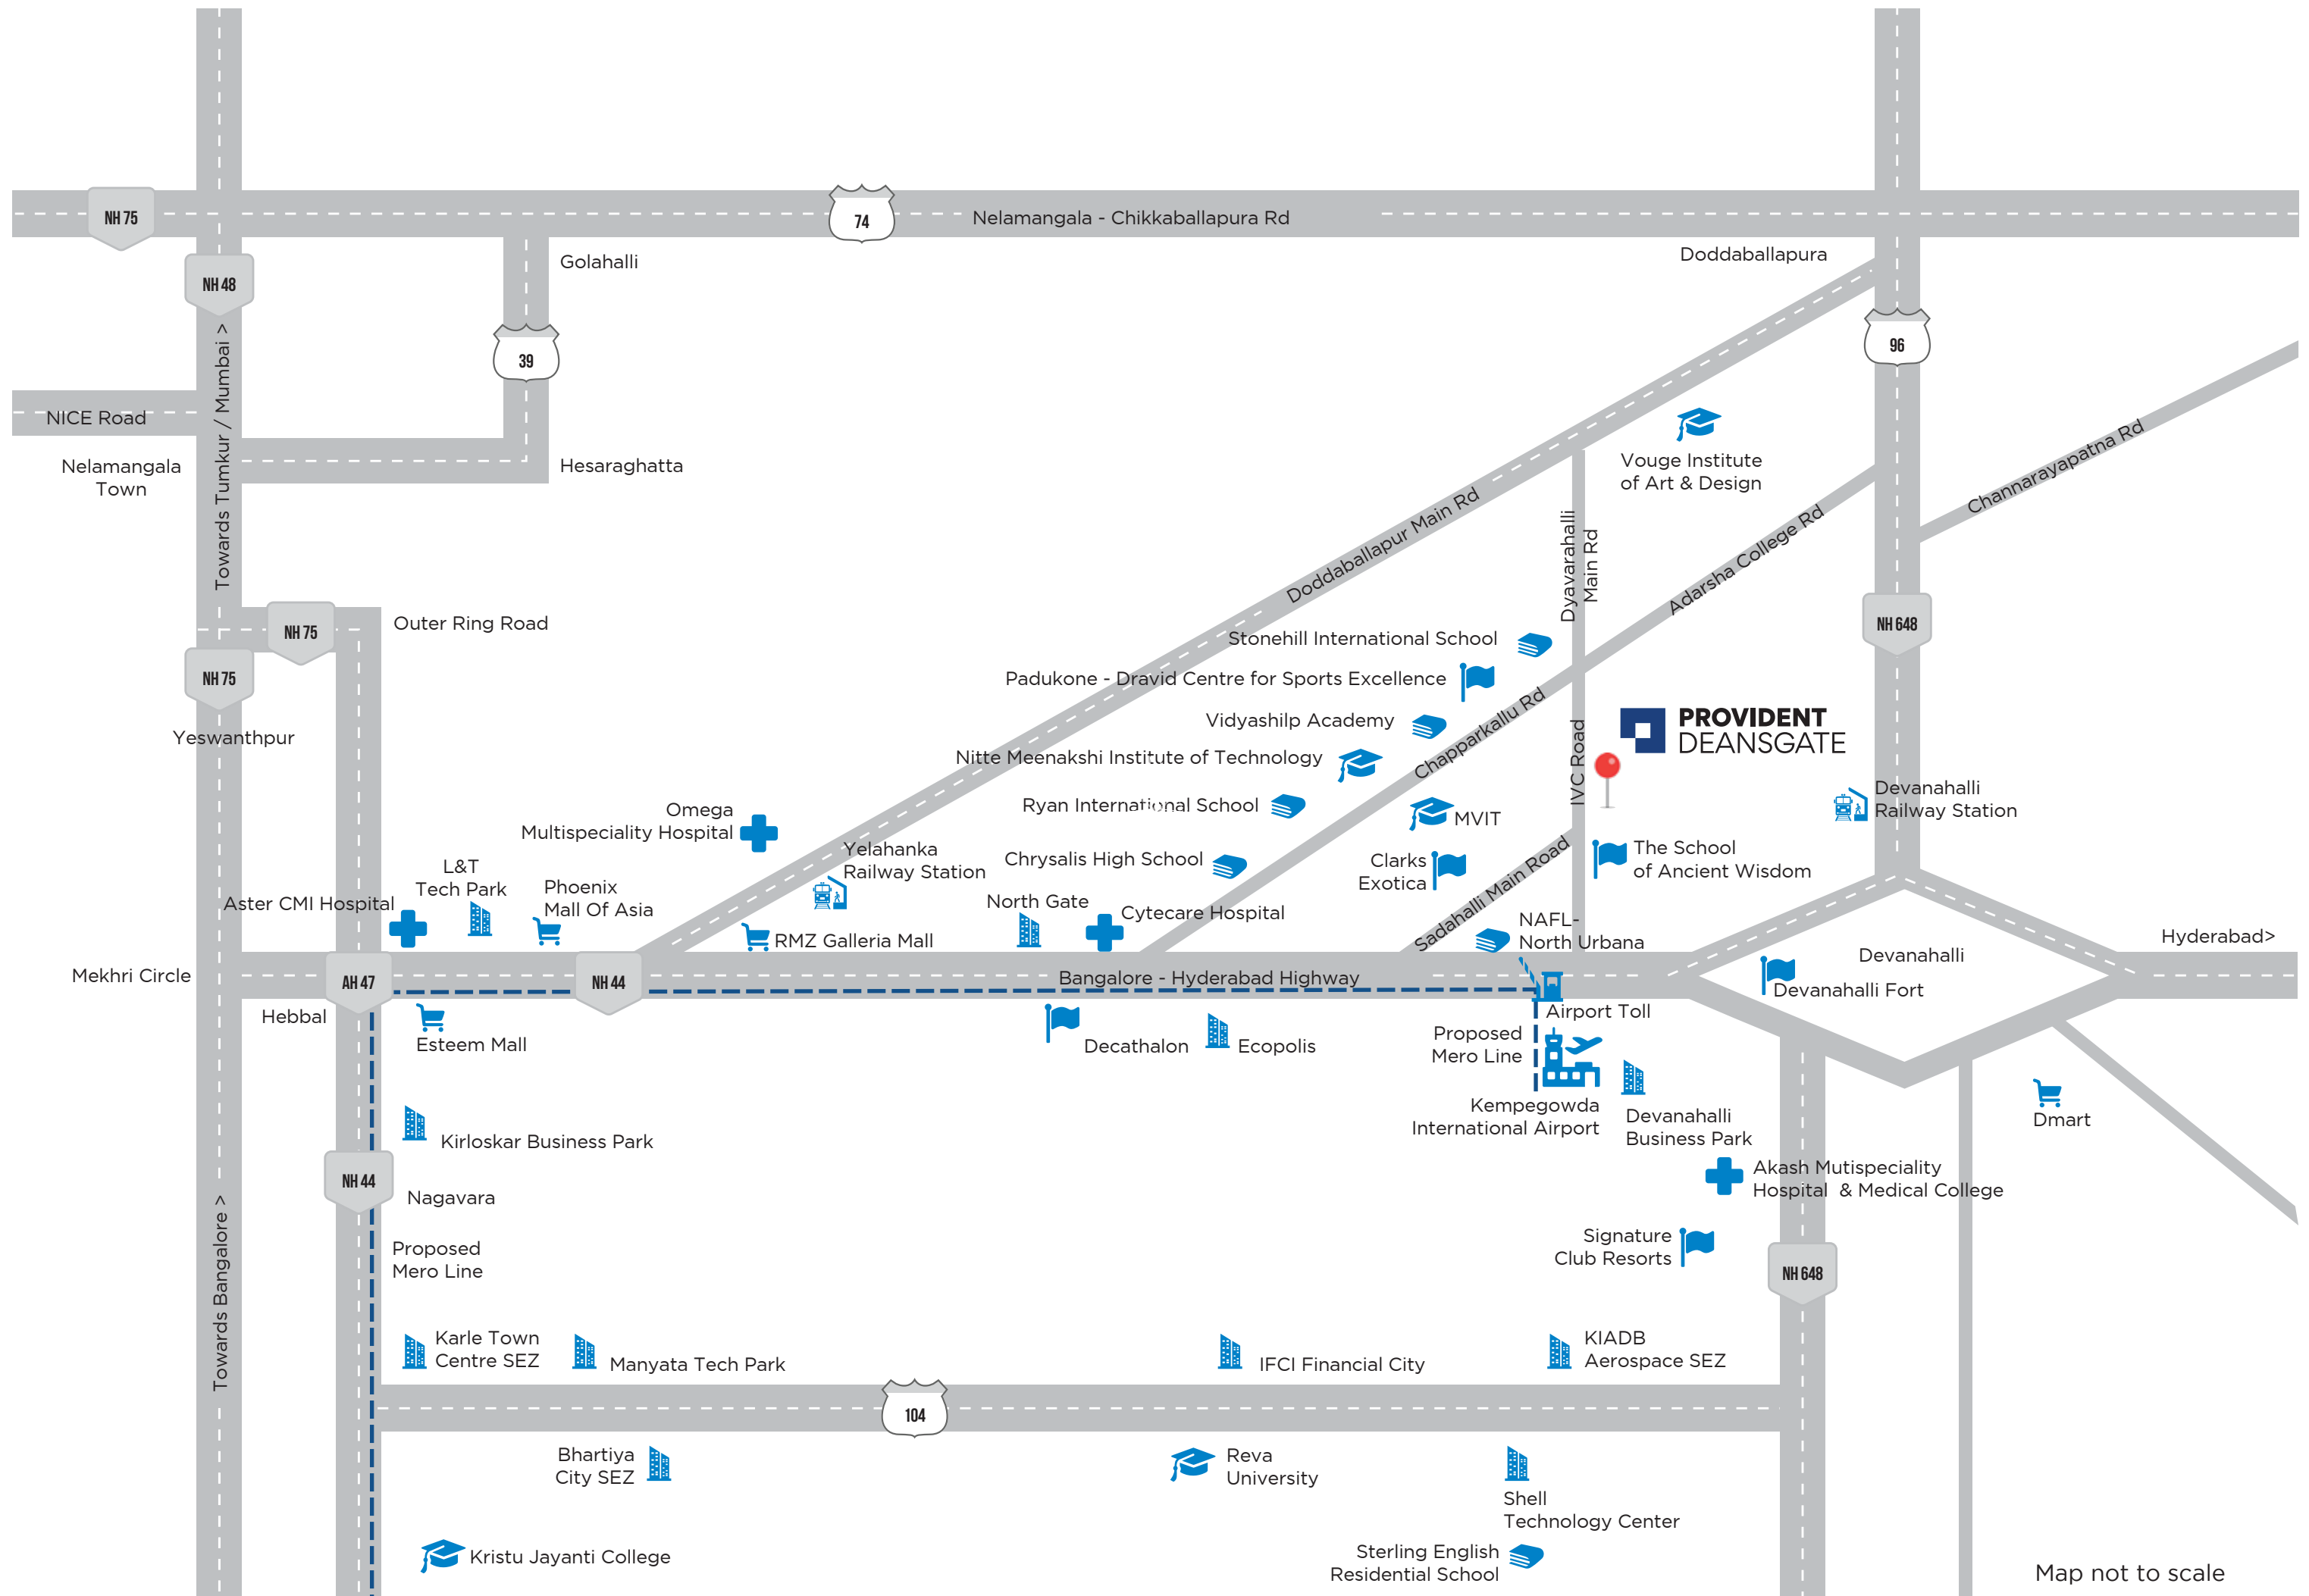 NH 75
74
Nelamangala - Chikkaballapura Rd
Golahalli
Doddaballapura
NH 48
Towards Tumkur / Mumbai >
39
96
NICE Road
Nelamangala
Town
Hesaraghatta
Vouge Institute
of Art & Design
Channarayapatna Rd
Doddaballapur Main Rd
Dyavarahalli
Main Rd
Adarsha College Rd
NH 75
Outer Ring Road
NH 648
Stonehill International School
NH 75
Padukone - Dravid Centre for Sports Excellence
Chapparkallu Rd
Vidyashilp Academy
IVC Road
PROVIDENT
DEANSGATE
Yeswanthpur
Nitte Meenakshi Institute of Technology
Devanahalli
Railway Station
Ryan International School
MVIT
Omega
Multispeciality Hospital
Yelahanka
Railway Station
Chrysalis High School
Clarks
Exotica
Sadahalli Main Road
The School
of Ancient Wisdom
L&T
Tech Park
Phoenix
Mall Of Asia
Aster CMI Hospital
North Gate
Cytecare Hospital
NAFL-
North Urbana
RMZ Galleria Mall
Hyderabad>
Devanahalli
Mekhri Circle
AH 47
NH 44
Bangalore - Hyderabad Highway
Devanahalli Fort
Hebbal
Airport Toll
Esteem Mall
Decathalon
Ecopolis
Proposed
Mero Line
Kempegowda
International Airport
Devanahalli
Business Park
Dmart
Kirloskar Business Park
Akash Mutispeciality
Hospital & Medical College
NH 44
Nagavara
Towards Bangalore >
Proposed
Mero Line
Signature
Club Resorts
NH 648
Karle Town
Centre SEZ
Manyata Tech Park
IFCI Financial City
KIADB
Aerospace SEZ
104
Bhartiya
City SEZ
Reva
University
Shell
Technology Center
Kristu Jayanti College
Sterling English
Residential School
Map not to scale